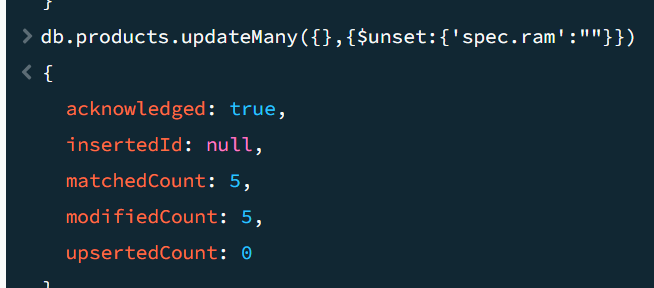 }
> db.products.updateMany({},{$unset:{'spec.ram':""}})
< {
acknowledged: true,
insertedId: null,
matchedCount: 5,
modifiedCount: 5,
upsertedCount: 0
}